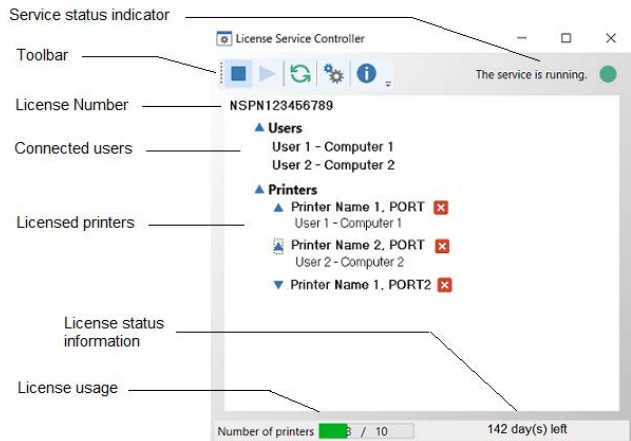 Service status indicator
License Service Controller
Toolbar
The service is running.
License Number
NSPN123456789
Users
Connected users
User 1 - Computer 1
User 2 - Computer 2
Printers
Printer Name 1, PORT
Licensed printers
User 1 - Computer 1
Printer Name 2, PORT
User 2 - Computer 2
Printer Name 1, PORT2
License status
information
License usage
Number of printers 3 / 10
142 day(s) left